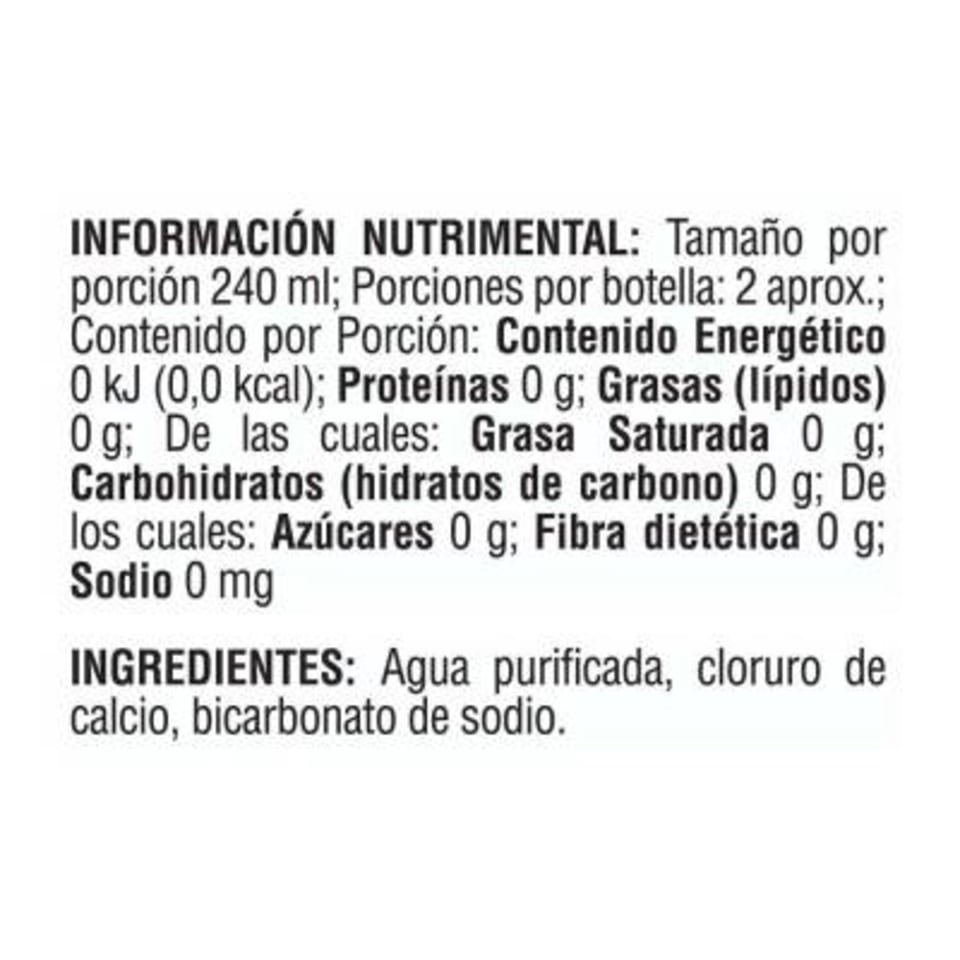 INFORMACIÓN NUTRIMENTAL: Tamaño por
porción 240 ml; Porciones por botella: 2 aprox.;
Contenido por Porción: Contenido Energético
0 kJ (0,0 kcal); Proteínas 0 g; Grasas (lípidos)
0 g; De las cuales: Grasa Saturada 0 g;
Carbohidratos (hidratos de carbono) 0 g; De
los cuales: Azúcares 0 g; Fibra dietética 0 g;
Sodio 0 mg
INGREDIENTES: Agua purificada, cloruro de
calcio, bicarbonato de sodio.